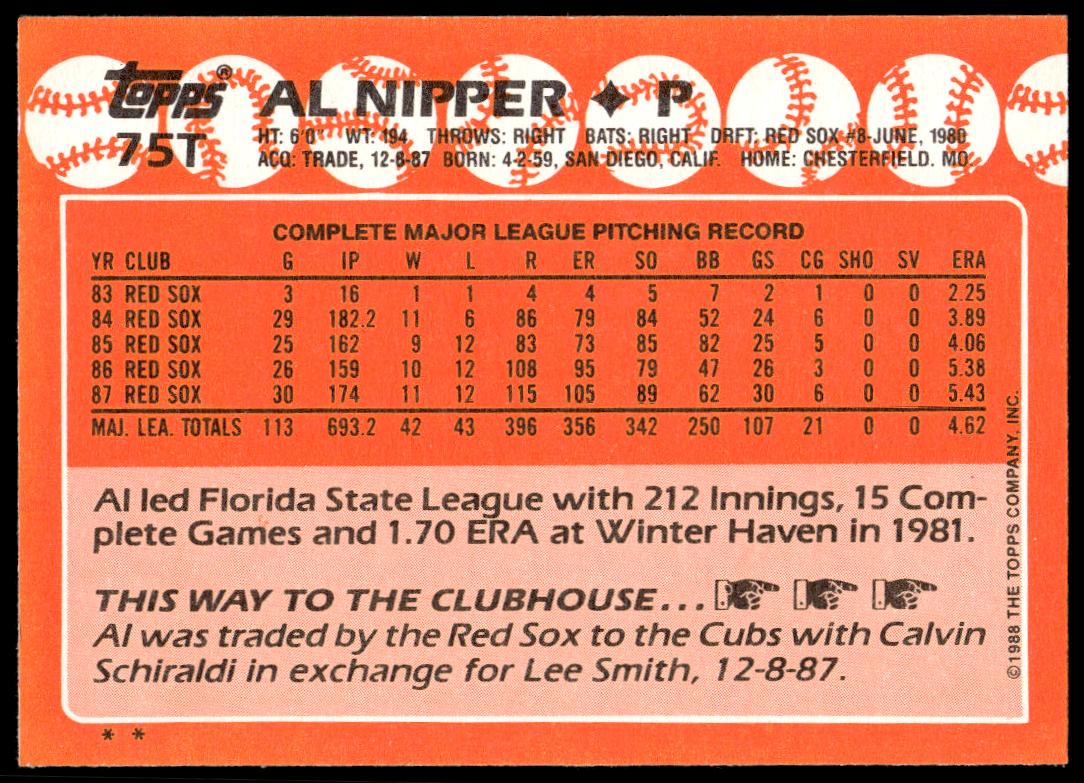 topps®
75T
AL NIPPER ✦ P
HT: 6'0" WT: 194 THROWS: RIGHT BATS: RIGHT DRFT: RED SOX #8-JUNE, 1980
ACQ: TRADE, 12-8-87 BORN: 4-2-59, SAN DIEGO, CALIF. HOME: CHESTERFIELD. MO.
COMPLETE MAJOR LEAGUE PITCHING RECORD
YR CLUB G IP W L R ER SO BB GS CG SHO SV ERA
83 RED SOX 3 16 1 1 4 4 5 7 2 1 0 0 2.25
84 RED SOX 29 182.2 11 6 86 79 84 52 24 6 0 0 3.89
85 RED SOX 25 162 9 12 83 73 85 82 25 5 0 0 4.06
86 RED SOX 26 159 10 12 108 95 79 47 26 3 0 0 5.38
87 RED SOX 30 174 11 12 115 105 89 62 30 6 0 0 5.43
MAJ. LEA. TOTALS 113 693.2 42 43 396 356 342 250 107 21 0 0 4.62
Al led Florida State League with 212 Innings, 15 Com-
plete Games and 1.70 ERA at Winter Haven in 1981.
THIS WAY TO THE CLUBHOUSE...
Al was traded by the Red Sox to the Cubs with Calvin
Schiraldi in exchange for Lee Smith, 12-8-87.
©1988 THE TOPPS COMPANY, INC.
* *